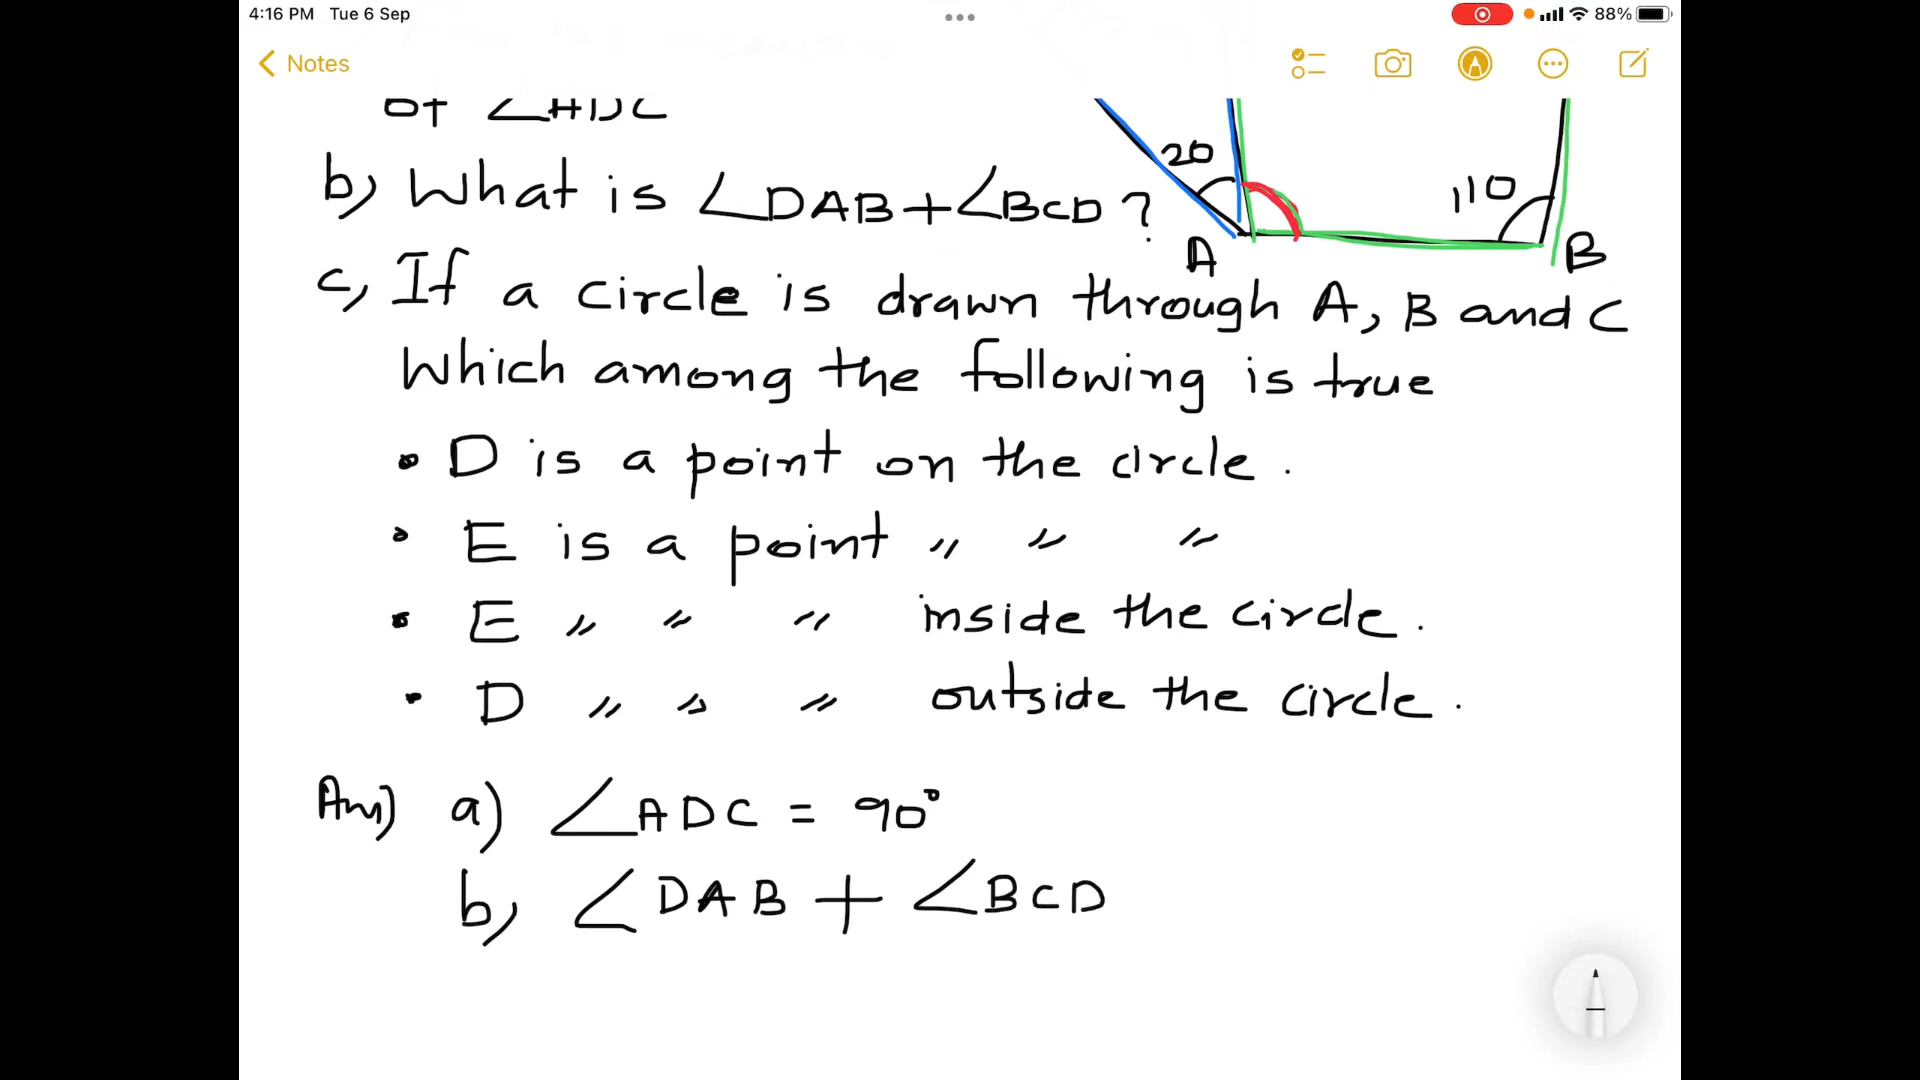 4:16 PM Tue 6 Sep
88%
Notes
of ∠ADC
20
110
b) What is ∠DAB+∠BCD ?
A
B
c, If a circle is drawn through A, B and C
Which among the following is true
• D is a point on the circle .
• E is a point 〃 〃 〃
• E 〃 〃 〃 inside the circle .
• D 〃 〃 〃 outside the circle .
Ans) a) ∠ADC = 90°
b, ∠DAB + ∠BCD